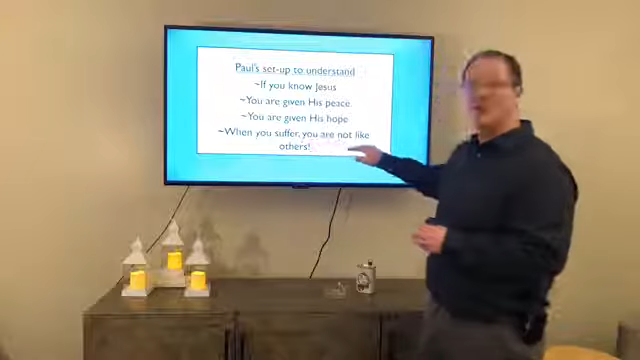 Paul's set-up to understand
~If you know Jesus
~You are given His peace
~You are given His hope
~When you suffer, you are not like
others!